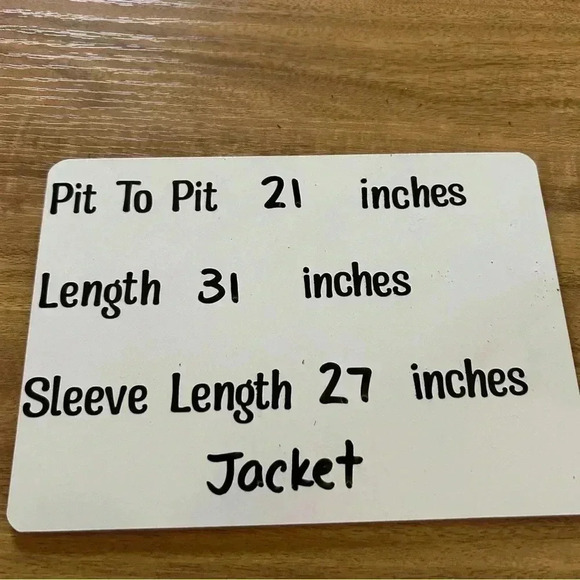 Pit To Pit 21 inches
Length 31 inches
Sleeve Length 27 inches
Jacket